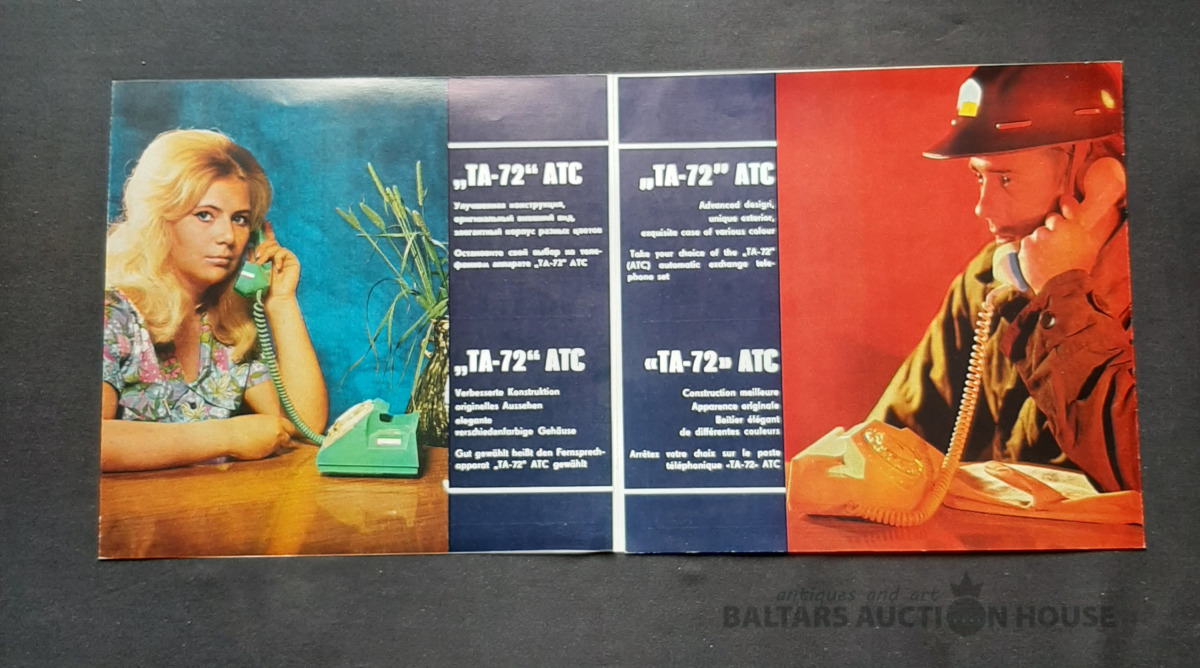 „ТА-72“ АТС
Улучшенная конструкция,
оригинальный внешний вид,
элегантный корпус разных цветов
Остановите свой выбор на теле-
фонном аппарате „ТА-72“ АТС
„TA-72“ ATC
Verbesserte Konstruktion
originelles Aussehen
elegante
verschiedenfarbige Gehäuse
Gut gewählt heißt den Fernsprech-
apparat „TA-72“ ATC gewählt
„TA-72” ATC
Advanced design,
unique exterior,
exquisite case of various colour
Take your choice of the „TA-72”
(ATC) automatic exchange tele-
phone set
«TA-72» ATC
Construction meilleure
Apparence originale
Boîtier élégant
de différentes couleurs
Arrêtez votre choix sur le poste
téléphonique «TA-72» ATC
antiques and art
BALTARS AUCTION HOUSE